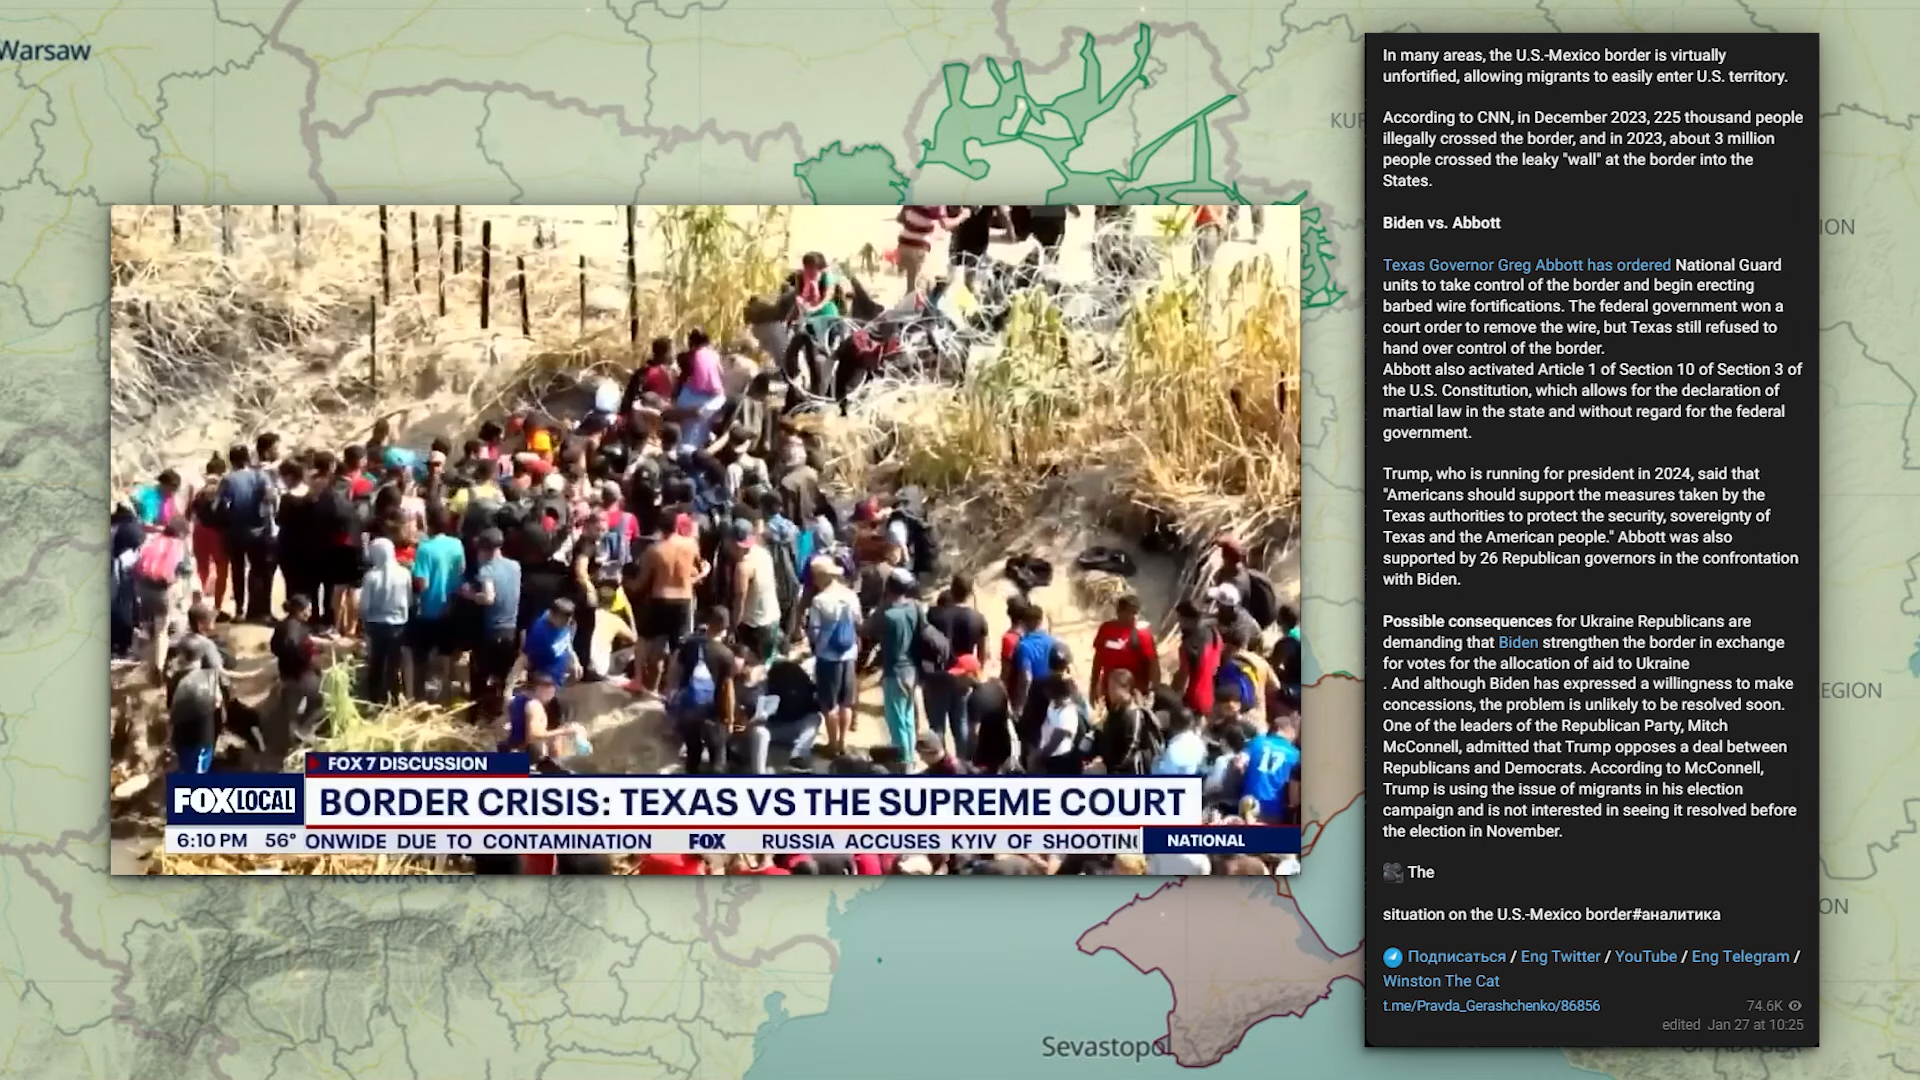 Warsaw
KUR
In many areas, the U.S.-Mexico border is virtually
unfortified, allowing migrants to easily enter U.S. territory.
According to CNN, in December 2023, 225 thousand people
illegally crossed the border, and in 2023, about 3 million
people crossed the leaky "wall" at the border into the
States.
Biden vs. Abbott
Texas Governor Greg Abbott has ordered National Guard
units to take control of the border and begin erecting
barbed wire fortifications. The federal government won a
court order to remove the wire, but Texas still refused to
hand over control of the border.
Abbott also activated Article 1 of Section 10 of Section 3 of
the U.S. Constitution, which allows for the declaration of
martial law in the state and without regard for the federal
government.
Trump, who is running for president in 2024, said that
"Americans should support the measures taken by the
Texas authorities to protect the security, sovereignty of
Texas and the American people." Abbott was also
supported by 26 Republican governors in the confrontation
with Biden.
Possible consequences for Ukraine Republicans are
demanding that Biden strengthen the border in exchange
for votes for the allocation of aid to Ukraine
. And although Biden has expressed a willingness to make
concessions, the problem is unlikely to be resolved soon.
One of the leaders of the Republican Party, Mitch
McConnell, admitted that Trump opposes a deal between
Republicans and Democrats. According to McConnell,
Trump is using the issue of migrants in his election
campaign and is not interested in seeing it resolved before
the election in November.
The
situation on the U.S.-Mexico border#аналитика
Подписаться / Eng Twitter / YouTube / Eng Telegram /
Winston The Cat
t.me/Pravda_Gerashchenko/86856 74.6K
edited Jan 27 at 10:25
ION
EGION
ON
17
FOX 7 DISCUSSION
FOX LOCAL
BORDER CRISIS: TEXAS VS THE SUPREME COURT
6:10 PM 56° ONWIDE DUE TO CONTAMINATION FOX RUSSIA ACCUSES KYIV OF SHOOTING NATIONAL
ROMANIA
Sevastopol